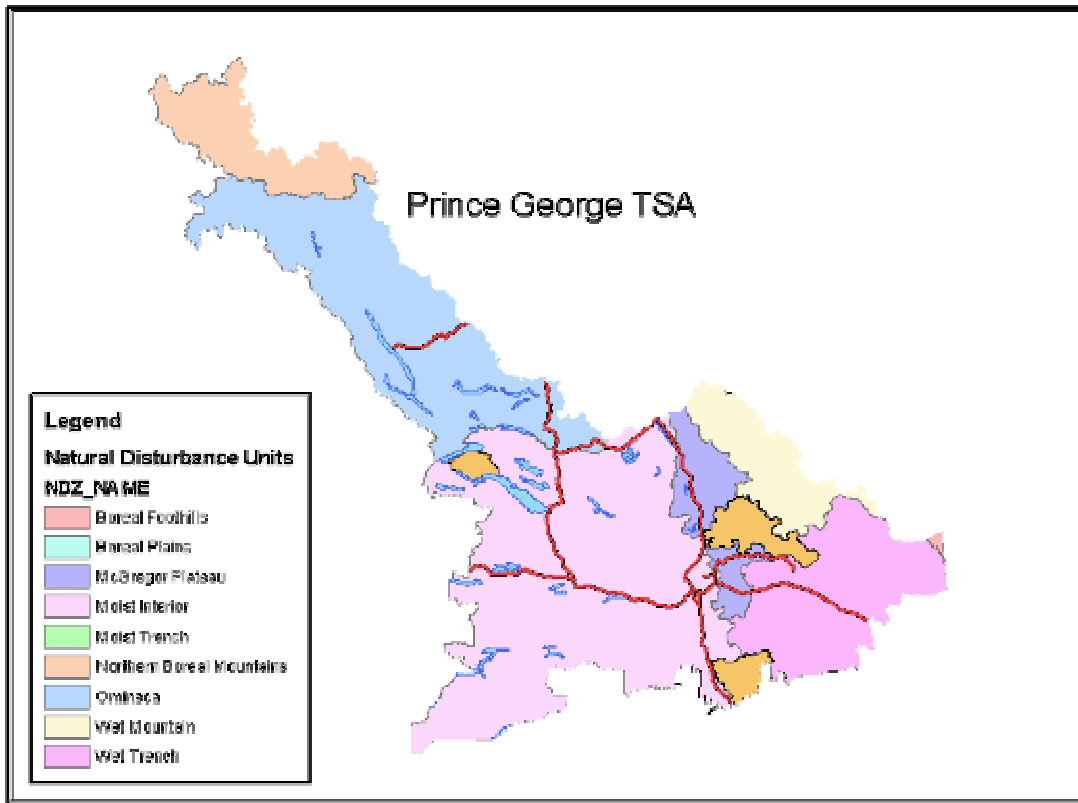 Prince George TSA
Legend
Natural Disturbance Units
NDZ_NAME
Boreal Foothills
Boreal Plains
McGregor Plateau
Moist Interior
Moist Trench
Northern Boreal Mountains
Omineca
Wet Mountain
Wet Trench